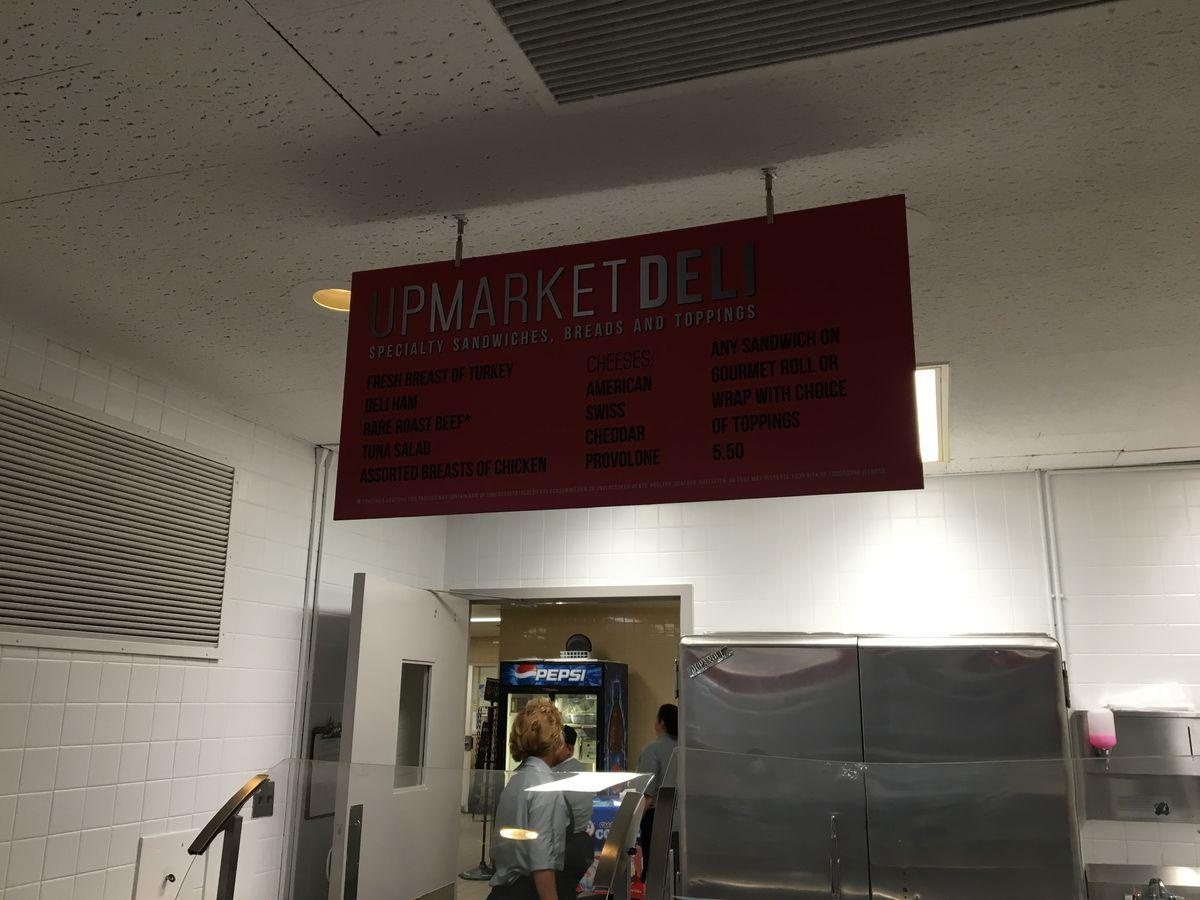 UPMARKET DELI
SPECIALTY SANDWICHES, BREADS AND TOPPINGS
FRESH BREAST OF TURKEY
DELI HAM
RARE ROAST BEEF*
TUNA SALAD
ASSORTED BREASTS OF CHICKEN
CHEESES:
AMERICAN
SWISS
CHEDDAR
PROVOLONE
ANY SANDWICH ON
GOURMET ROLL OR
WRAP WITH CHOICE
OF TOPPINGS
5.50
PEPSI